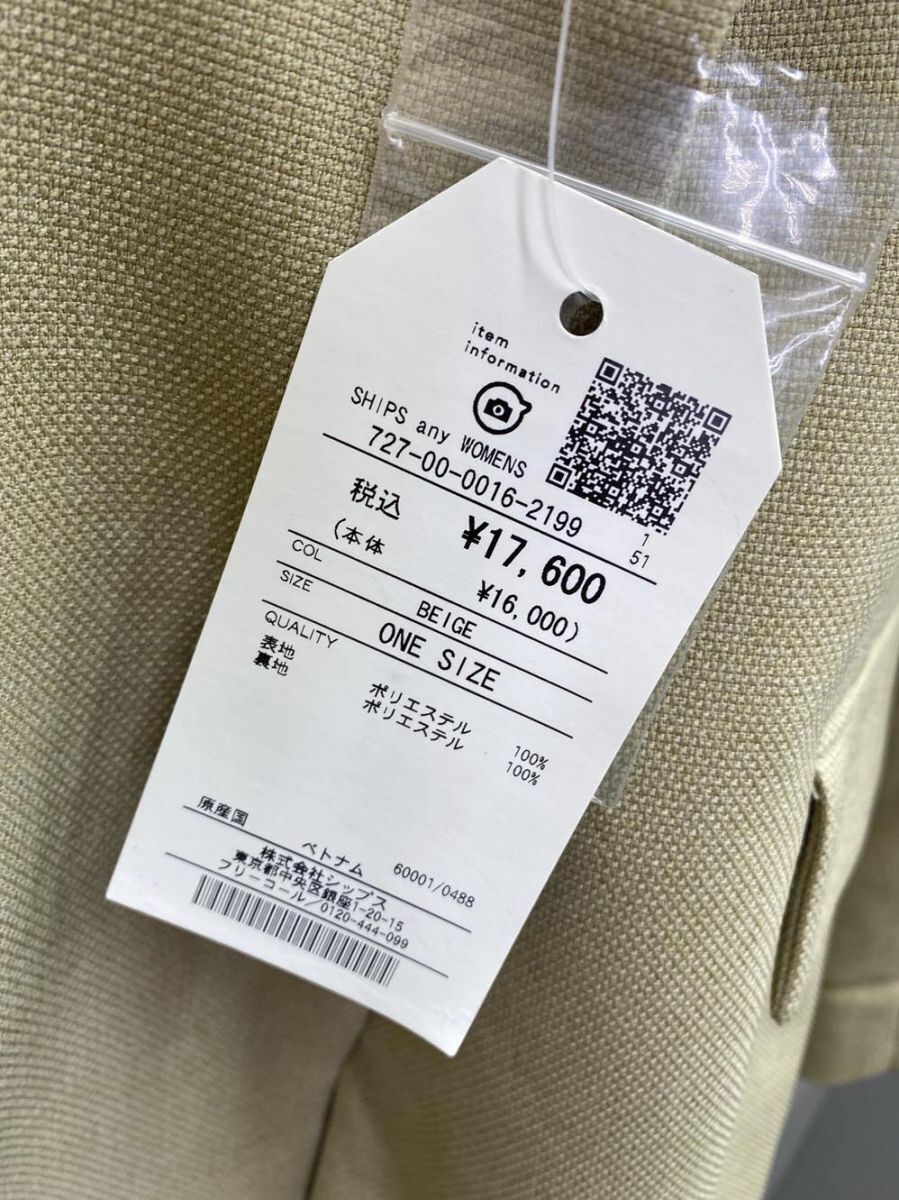 item
information
SHIPS any WOMENS
727-00-0016-2199
1
51
税込 ¥17,600
(本体 ¥16,000)
COL BEIGE
SIZE ONE SIZE
QUALITY
表地 ポリエステル 100%
裏地 ポリエステル 100%
原産国 ベトナム 60001/0488
株式会社シップス
東京都中央区銀座1-20-15
フリーコール/0120-444-099